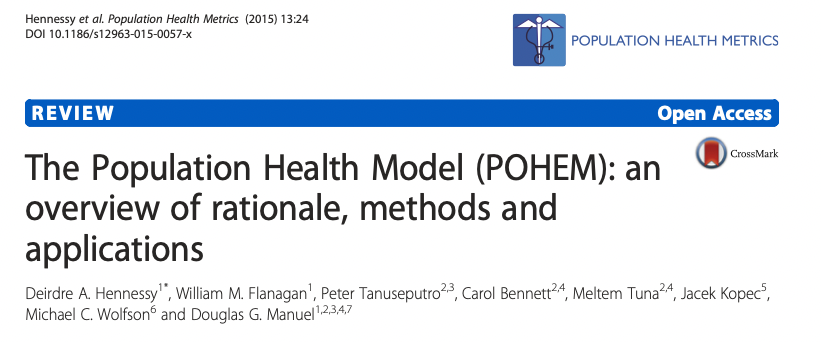 Hennessy et al. Population Health Metrics (2015) 13:24
DOI 10.1186/s12963-015-0057-x
POPULATION HEALTH METRICS
REVIEW Open Access
CrossMark
The Population Health Model (POHEM): an
overview of rationale, methods and
applications
Deirdre A. Hennessy1*, William M. Flanagan1, Peter Tanuseputro2,3, Carol Bennett2,4, Meltem Tuna2,4, Jacek Kopec5,
Michael C. Wolfson6 and Douglas G. Manuel1,2,3,4,7